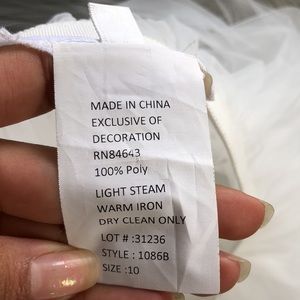 MADE IN CHINA
EXCLUSIVE OF
DECORATION
RN84643
100% Poly
LIGHT STEAM
WARM IRON
DRY CLEAN ONLY
LOT # :31236
STYLE : 1086B
SIZE :10